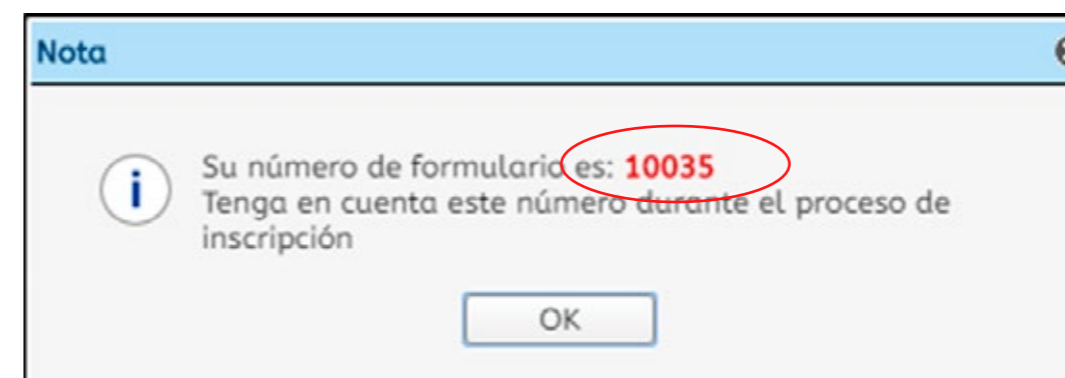 Nota
Su número de formulario es: 10035
Tenga en cuenta este número durante el proceso de
inscripción
OK